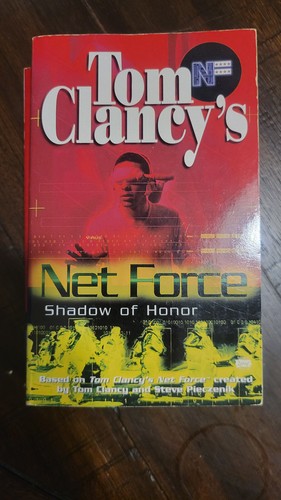 Tom
NF
Clancy's
Net Force
Shadow of Honor
Based on Tom Clancy's Net Force created
by Tom Clancy and Steve Pieczenik